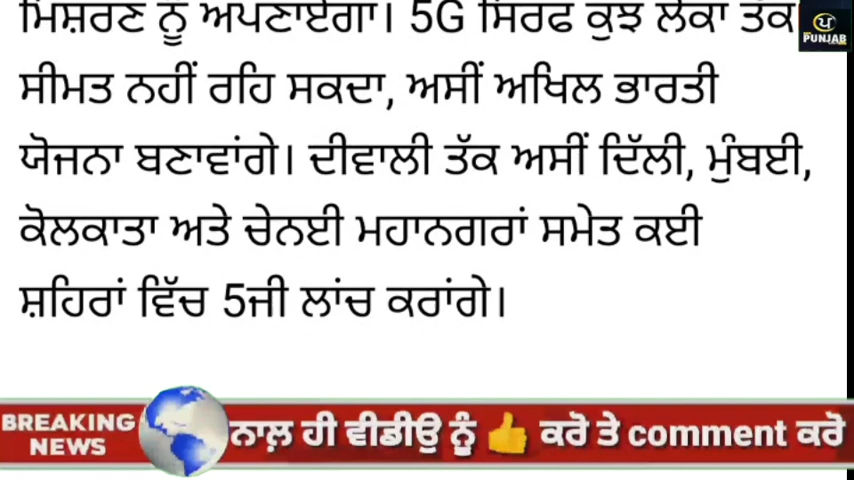 ਮਿਸ਼ਰਣ ਨੂੰ ਅਪਣਾਏਗਾ। 5G ਸਿਰਫ ਕੁਝ ਲੋਕਾਂ ਤੱਕ
ਸੀਮਤ ਨਹੀਂ ਰਹਿ ਸਕਦਾ, ਅਸੀਂ ਅਖਿਲ ਭਾਰਤੀ
ਯੋਜਨਾ ਬਣਾਵਾਂਗੇ। ਦੀਵਾਲੀ ਤੱਕ ਅਸੀਂ ਦਿੱਲੀ, ਮੁੰਬਈ,
ਕੋਲਕਾਤਾ ਅਤੇ ਚੇਨਈ ਮਹਾਨਗਰਾਂ ਸਮੇਤ ਕਈ
ਸ਼ਹਿਰਾਂ ਵਿੱਚ 5ਜੀ ਲਾਂਚ ਕਰਾਂਗੇ।
ਪੰ
PUNJAB
BREAKING
NEWS
ਨਾਲ਼ ਹੀ ਵੀਡੀਉ ਨੂੰ 👍 ਕਰੋ ਤੇ comment ਕਰੋ